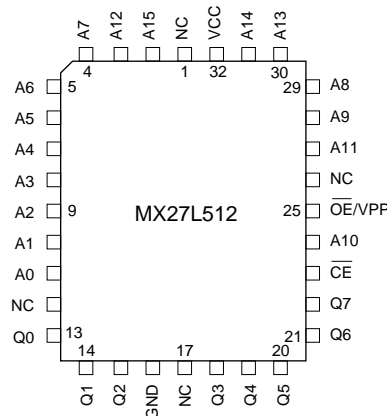 A7 A12 A15 NC VCC A14 A13
4 1 32 30
A6 5 29 A8
A5 A9
A4 A11
A3 NC
A2 9 MX27L512 25 O̅E̅/VPP
A1 A10
A0 C̅E̅
NC Q7
Q0 13 21 Q6
14 17 20
Q1 Q2 GND NC Q3 Q4 Q5